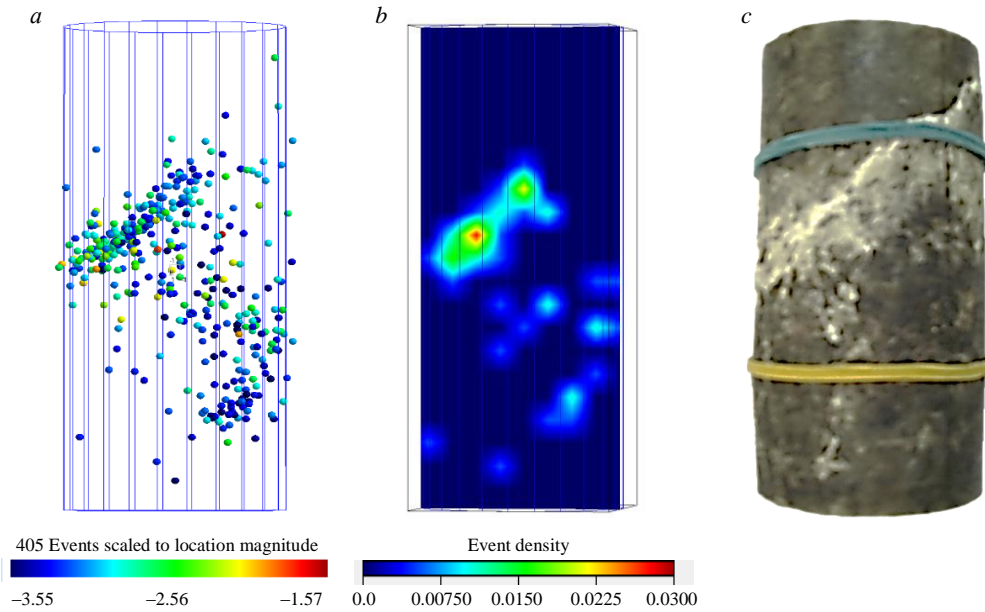 a
b
c
405 Events scaled to location magnitude
−3.55 −2.56 −1.57
Event density
0.0 0.00750 0.0150 0.0225 0.0300